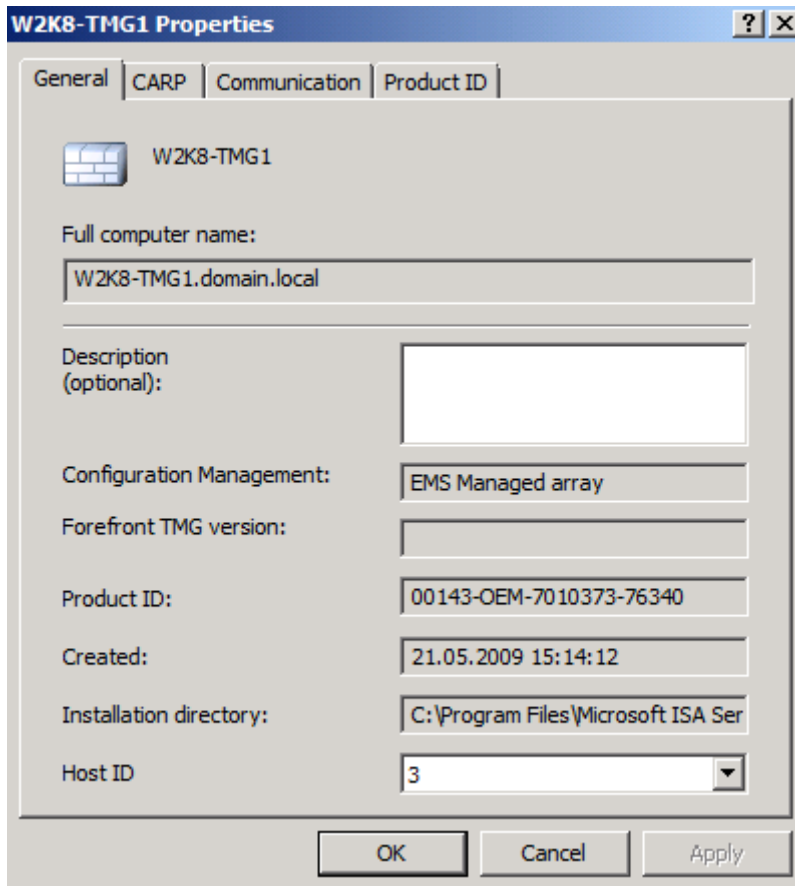 W2K8-TMG1 Properties
General CARP Communication Product ID
W2K8-TMG1
Full computer name:
W2K8-TMG1.domain.local
Description
(optional):
Configuration Management: EMS Managed array
Forefront TMG version:
Product ID: 00143-OEM-7010373-76340
Created: 21.05.2009 15:14:12
Installation directory: C:\Program Files\Microsoft ISA Ser
Host ID 3
OK Cancel Apply